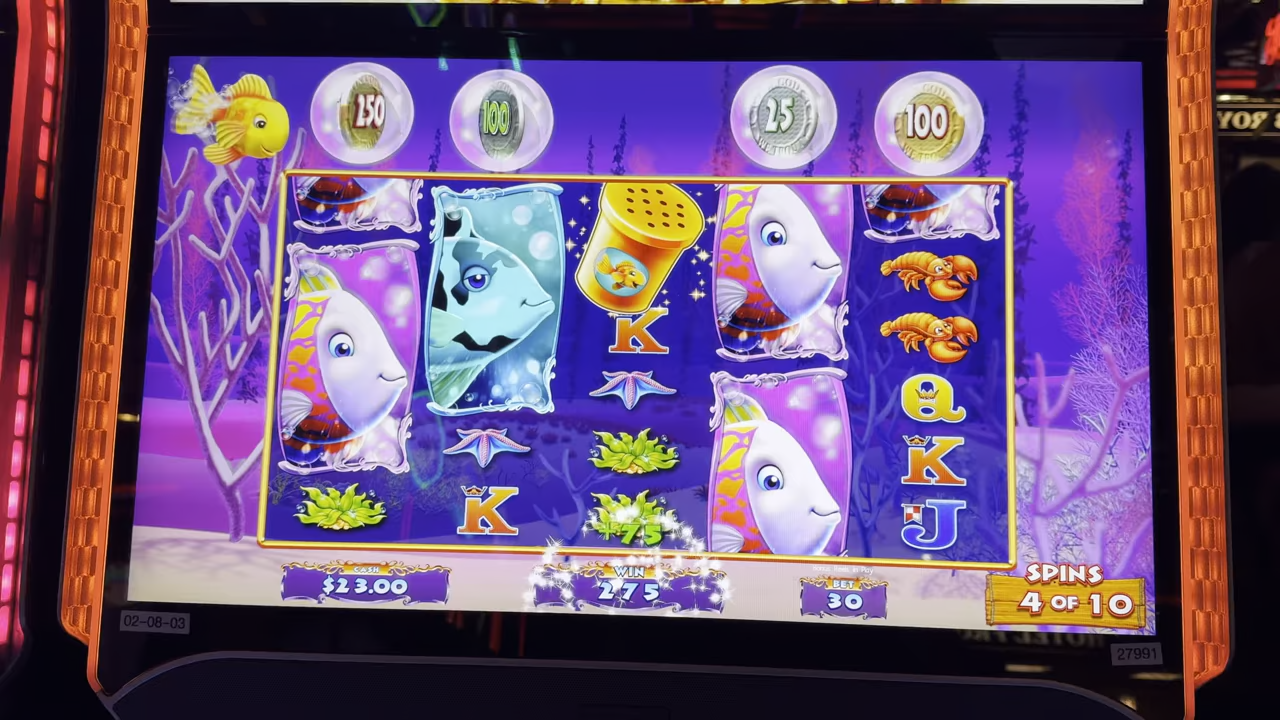 250
100
25
100
K
Q
K
K
J
+75
CASH
$23.00
WIN
275
BET
30
SPINS
4 OF 10
02-08-03
27991